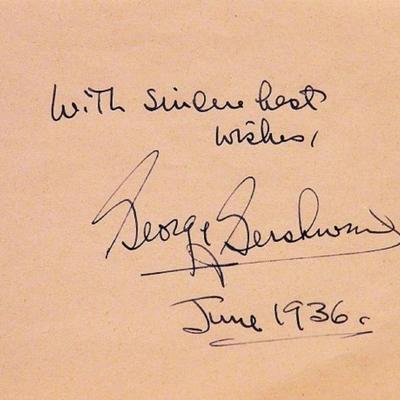 With sincere best
wishes,
George Gershwin
June 1936.